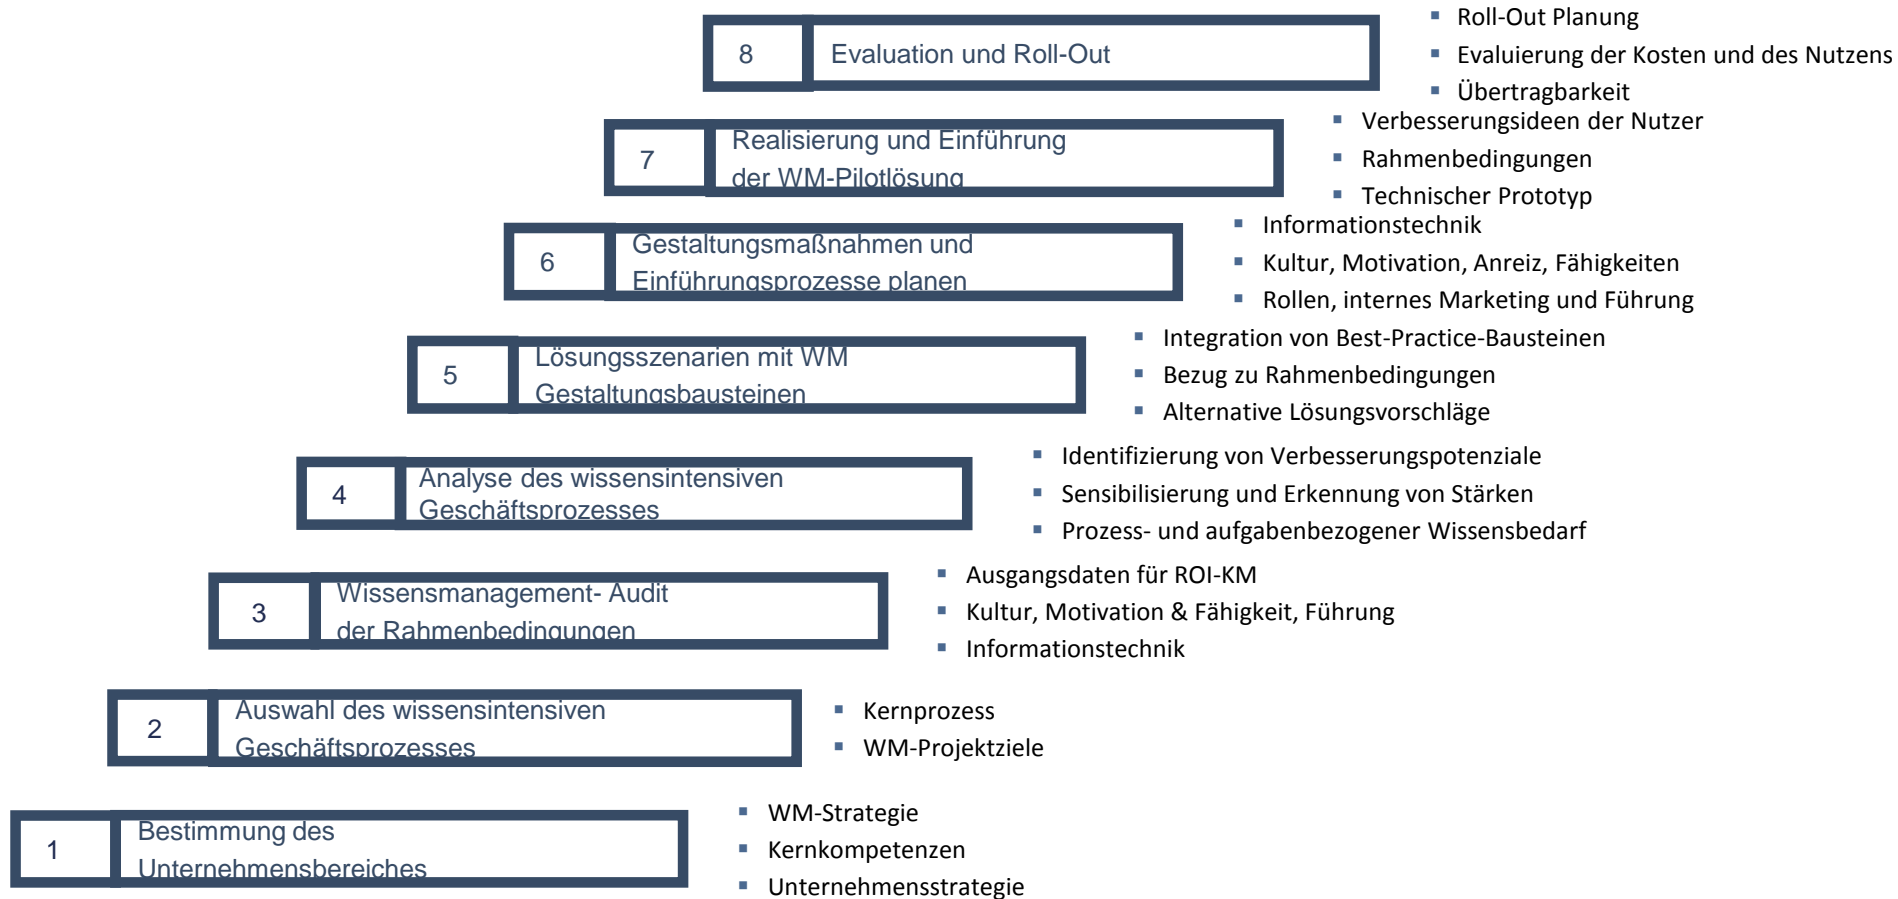 8
Evaluation und Roll-Out
Roll-Out Planung
Evaluierung der Kosten und des Nutzens
Übertragbarkeit
7
Realisierung und Einführung
der WM-Pilotlösung
Verbesserungsideen der Nutzer
Rahmenbedingungen
Technischer Prototyp
6
Gestaltungsmaßnahmen und
Einführungsprozesse planen
Informationstechnik
Kultur, Motivation, Anreiz, Fähigkeiten
Rollen, internes Marketing und Führung
5
Lösungsszenarien mit WM
Gestaltungsbausteinen
Integration von Best-Practice-Bausteinen
Bezug zu Rahmenbedingungen
Alternative Lösungsvorschläge
4
Analyse des wissensintensiven
Geschäftsprozesses
Identifizierung von Verbesserungspotenziale
Sensibilisierung und Erkennung von Stärken
Prozess- und aufgabenbezogener Wissensbedarf
3
Wissensmanagement- Audit
der Rahmenbedingungen
Ausgangsdaten für ROI-KM
Kultur, Motivation & Fähigkeit, Führung
Informationstechnik
2
Auswahl des wissensintensiven
Geschäftsprozesses
Kernprozess
WM-Projektziele
1
Bestimmung des
Unternehmensbereiches
WM-Strategie
Kernkompetenzen
Unternehmensstrategie